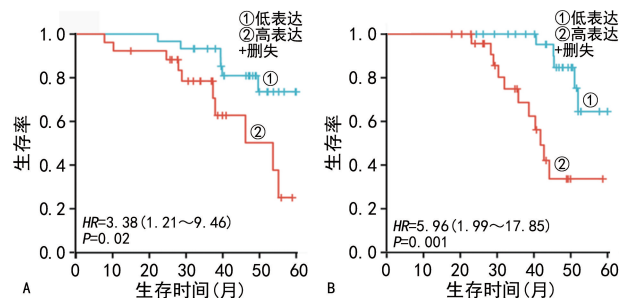 ①低表达
②高表达
+删失
1.0
0.8
0.6
0.4
0.2
0.0
生存率
①
②
HR=3.38(1.21～9.46)
P=0.02
0 10 20 30 40 50 60
A 生存时间(月)
①低表达
②高表达
+删失
1.0
0.8
0.6
0.4
0.2
0.0
生存率
①
②
HR=5.96(1.99～17.85)
P=0.001
0 10 20 30 40 50 60
B 生存时间(月)